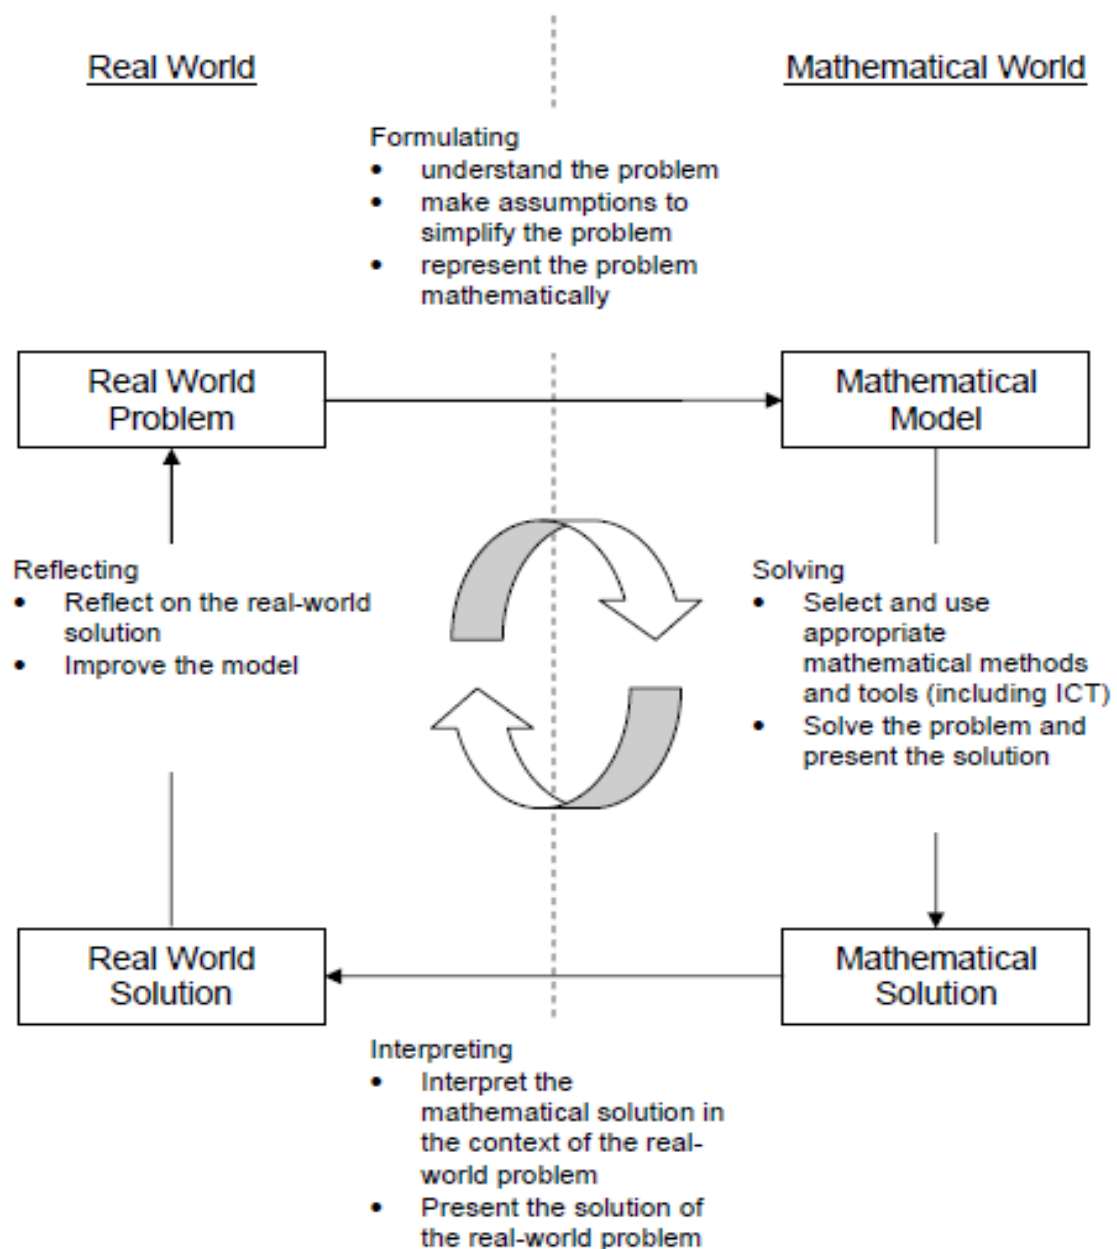 Real World
Mathematical World
Formulating
• understand the problem
• make assumptions to
simplify the problem
• represent the problem
mathematically
Real World
Problem
Mathematical
Model
Reflecting
• Reflect on the real-world
solution
• Improve the model
Solving
• Select and use
appropriate
mathematical methods
and tools (including ICT)
• Solve the problem and
present the solution
Real World
Solution
Mathematical
Solution
Interpreting
• Interpret the
mathematical solution in
the context of the real-
world problem
• Present the solution of
the real-world problem